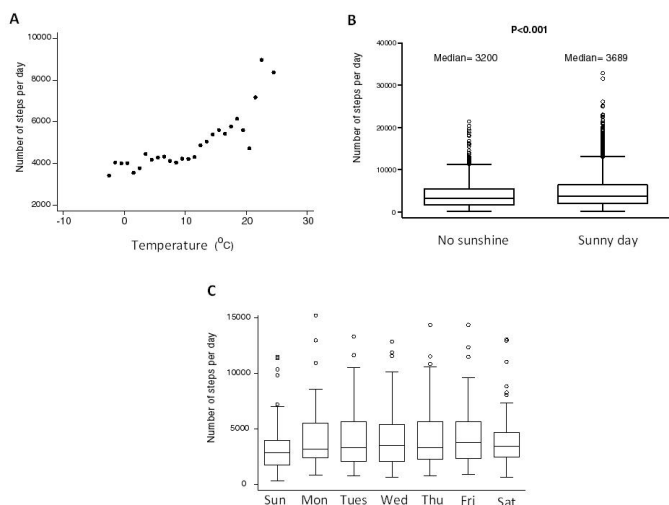 A
Number of steps per day
10000
8000
6000
4000
2000
-10
0
10
20
30
Temperature (°C)
B
P<0.001
Median= 3200
Median= 3689
Number of steps per day
40000
30000
20000
10000
0
No sunshine
Sunny day
C
Number of steps per day
15000
10000
5000
0
Sun Mon Tues Wed Thu Fri Sat